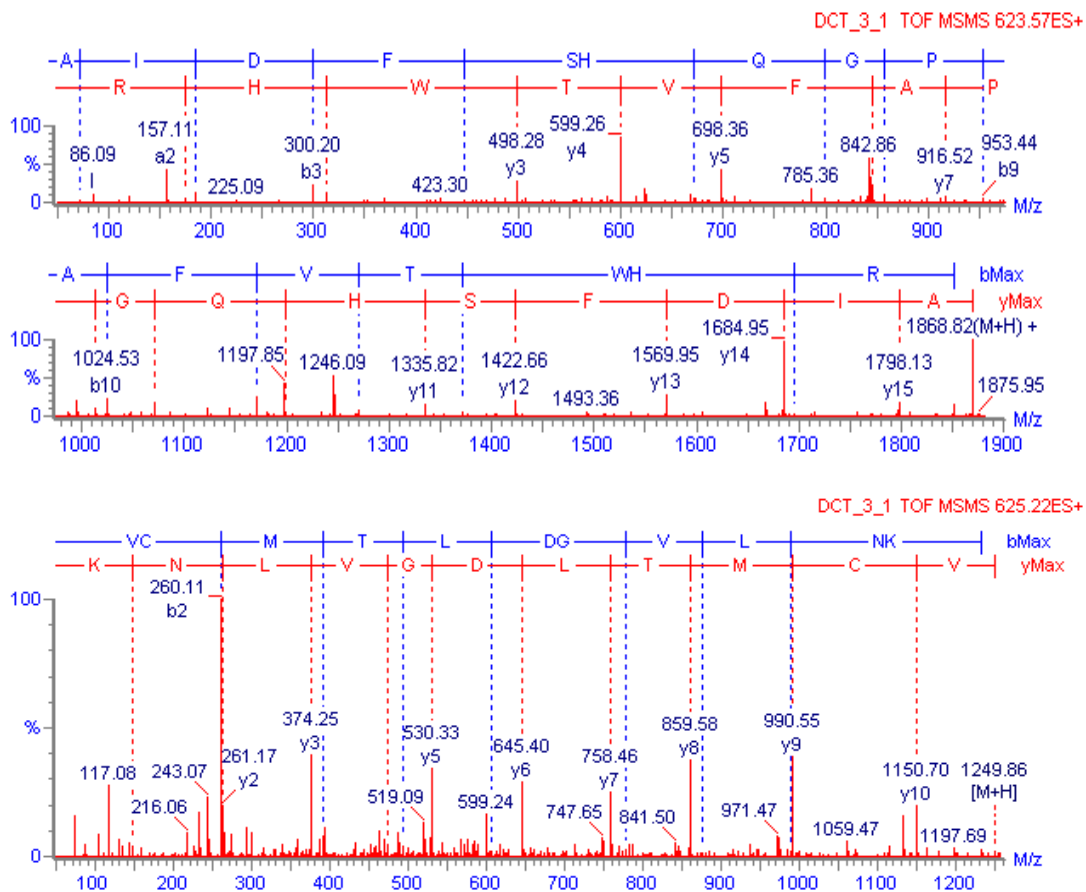 DCT_3_1 TOF MSMS 623.57ES+
A I D F SH Q G P
R H W T V F A P
100
%
0
86.09
I
157.11
a2
225.09
300.20
b3
423.30
498.28
y3
599.26
y4
698.36
y5
785.36
842.86
916.52
y7
953.44
b9
100 200 300 400 500 600 700 800 900 M/z
A F V T WH R bMax
G Q H S F D I A yMax
100
%
0
1024.53
b10
1197.85
1246.09
1335.82
y11
1422.66
y12
1493.36
1569.95
y13
1684.95
y14
1798.13
y15
1868.82(M+H) +
1875.95
1000 1100 1200 1300 1400 1500 1600 1700 1800 1900 M/z
DCT_3_1 TOF MSMS 625.22ES+
VC M T L DG V L NK bMax
K N L V G D L T M C V yMax
100
%
0
117.08
216.06
243.07
260.11
b2
261.17
y2
374.25
y3
519.09
530.33
y5
599.24
645.40
y6
747.65
758.46
y7
841.50
859.58
y8
971.47
990.55
y9
1059.47
1150.70
y10
1197.69
1249.86
[M+H]
100 200 300 400 500 600 700 800 900 1000 1100 1200 M/z